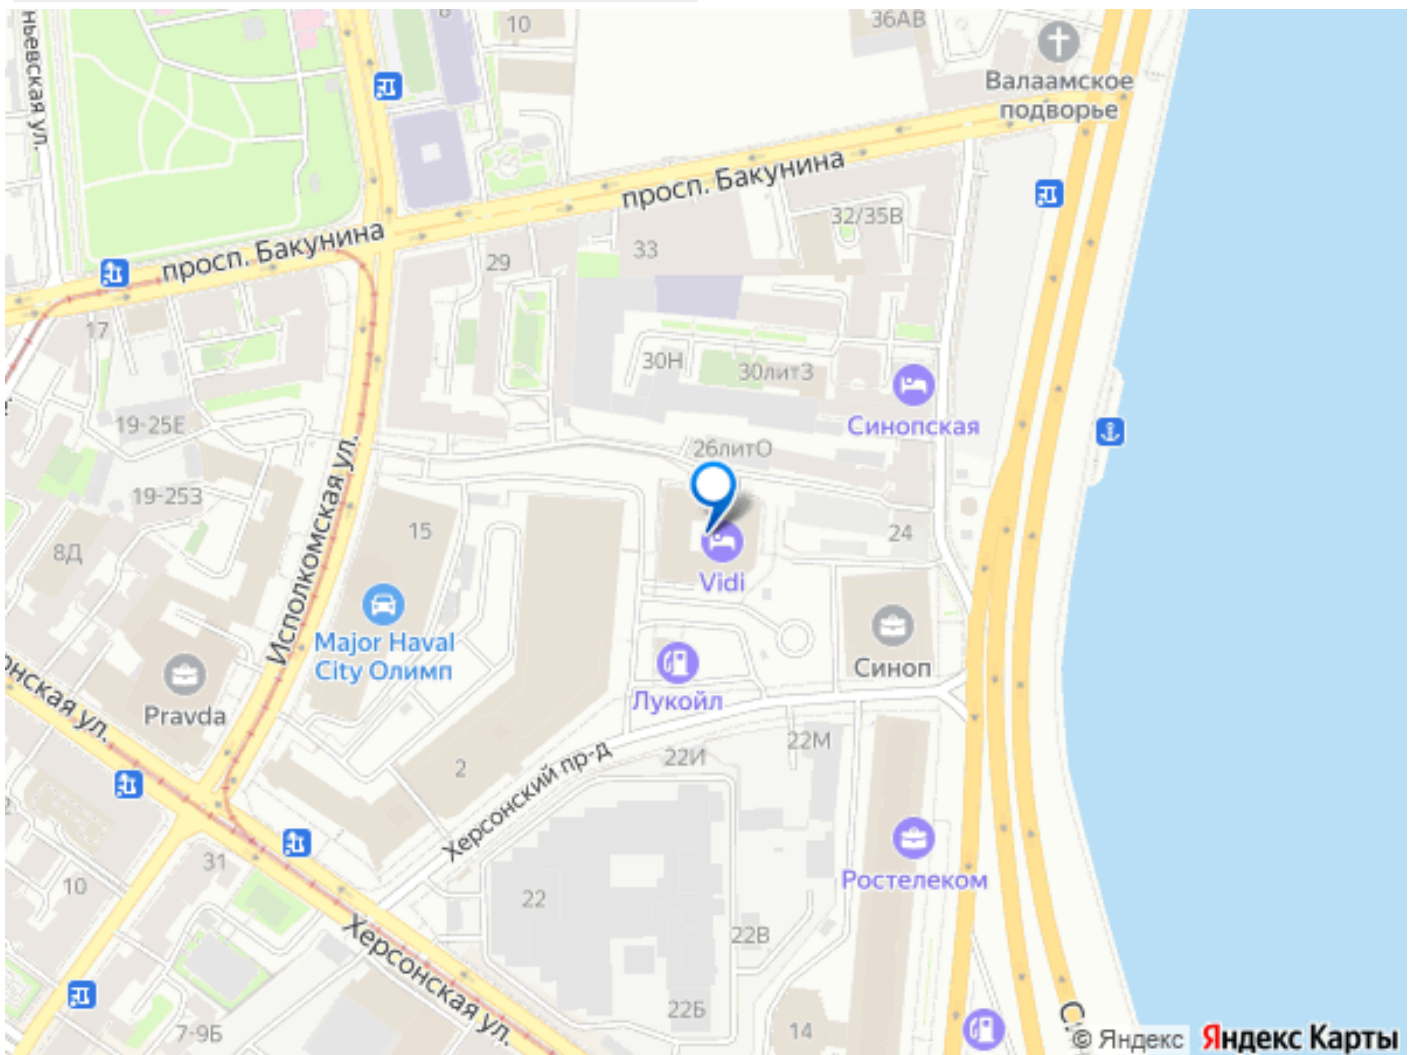 ньевская ул.
10
36АВ
Валаамское
подворье
просп. Бакунина
просп. Бакунина
32/35В
33
29
17
30Н
30лит3
Синопская
19-25Е
26литО
19-253
Исполкомская ул.
15
24
8Д
Vidi
Major Haval
City Олимп
Синоп
Pravda
Лукойл
онская ул.
22М
22И
2
Херсонский пр-д
31
Ростелеком
10
22
22В
Херсонская ул.
22Б
7-9Б
14
© Яндекс
Яндекс Карты